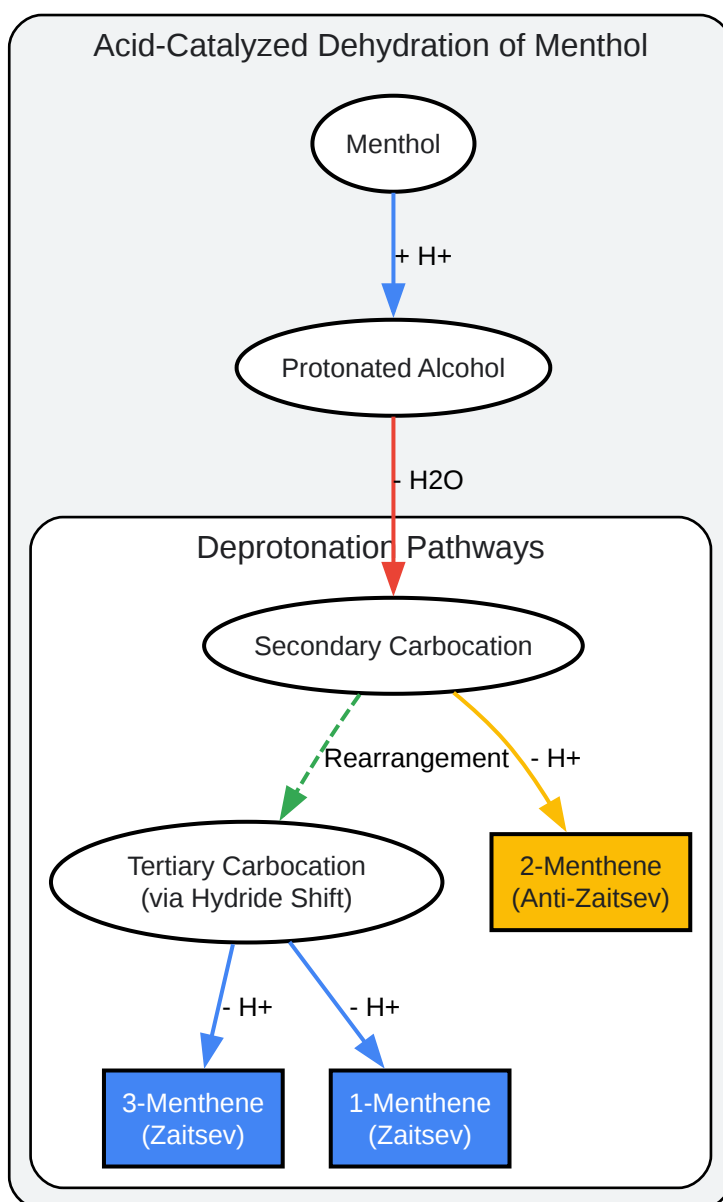 Acid-Catalyzed Dehydration of Menthol
Menthol
+ H+
Protonated Alcohol
- H2O
Deprotonation Pathways
Secondary Carbocation
Rearrangement
- H+
Tertiary Carbocation
(via Hydride Shift)
2-Menthene
(Anti-Zaitsev)
- H+
- H+
3-Menthene
(Zaitsev)
1-Menthene
(Zaitsev)